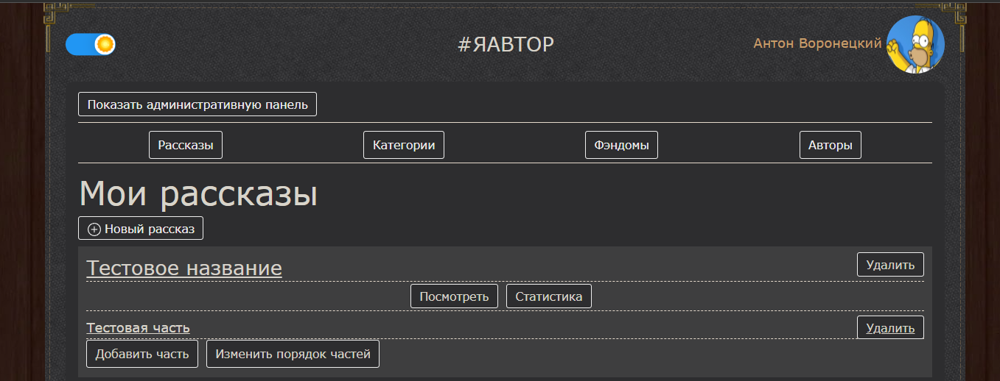 #ЯАВТОР
Антон Воронецкий
Показать административную панель
Рассказы Категории Фэндомы Авторы
Мои рассказы
Новый рассказ
Тестовое название Удалить
Посмотреть Статистика
Тестовая часть Удалить
Добавить часть Изменить порядок частей